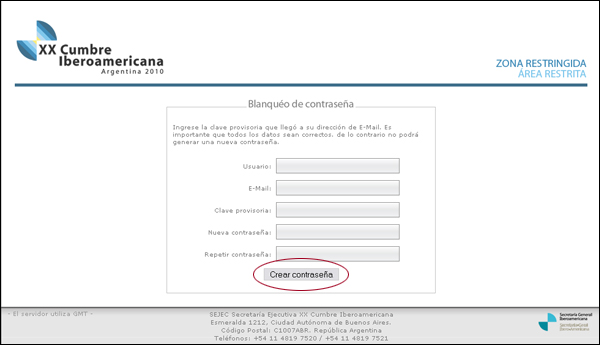 XX Cumbre
Iberoamericana
Argentina 2010
ZONA RESTRINGIDA
ÁREA RESTRITA
Blanquéo de contraseña
Ingrese la clave provisoria que llegó a su dirección de E-Mail. Es
importante que todos los datos sean correctos. de lo contrario no podrá
generar una nueva contraseña.
Usuario:
E-Mail:
Clave provisoria:
Nueva contraseña:
Repetir contraseña:
Crear contraseña
- El servidor utiliza GMT -
SEJEC Secretaría Ejecutiva XX Cumbre Iberoamericana
Esmeralda 1212, Ciudad Autónoma de Buenos Aires.
Código Postal: C1007ABR. República Argentina
Teléfonos: +54 11 4819 7520 / +54 11 4819 7521
Secretaría General
Iberoamericana
Secretaria-Geral
Ibero-Americana